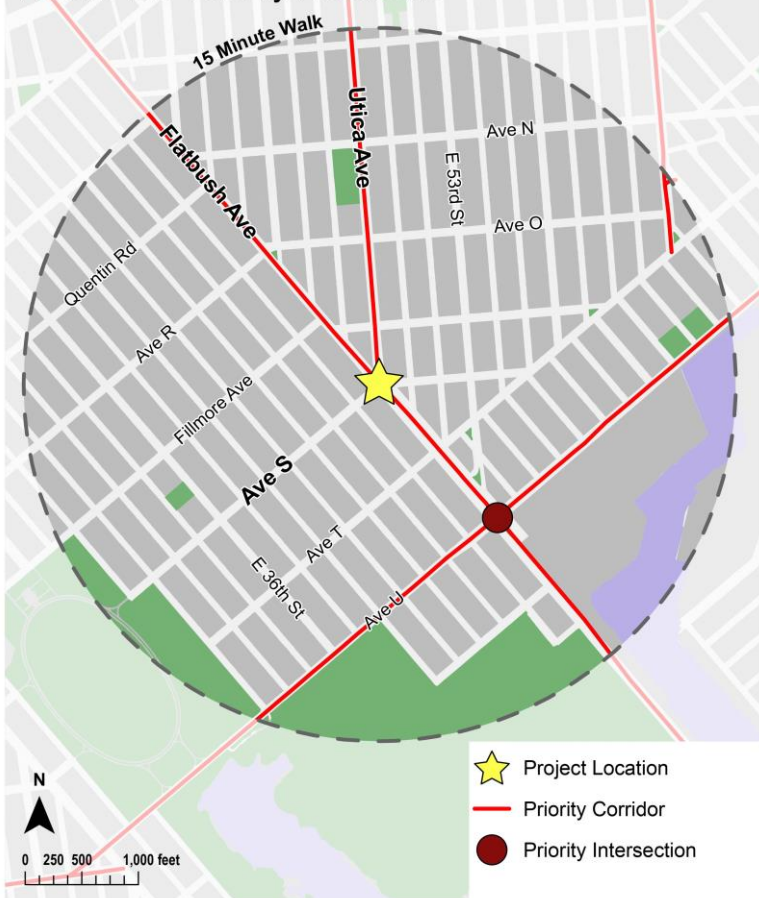 15 Minute Walk
Utica Ave
Flatbush Ave
Ave N
E 53rd St
Ave O
Quentin Rd
Ave R
Fillmore Ave
Ave S
Ave T
E 36th St
Ave U
N
0 250 500 1,000 feet
Project Location
Priority Corridor
Priority Intersection